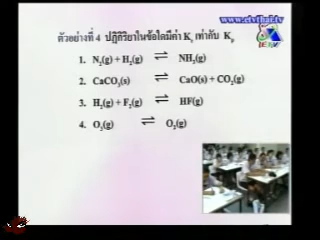 www.etvthai.tv
ETV
ตัวอย่างที่ 4 ปฏิกิริยาในข้อใดมีค่า Kc เท่ากับ Kp
1. N₂(g) + H₂(g) ⇌ NH₃(g)
2. CaCO₃(s) ⇌ CaO(s) + CO₂(g)
3. H₂(g) + F₂(g) ⇌ HF(g)
4. O₂(g) ⇌ O₃(g)